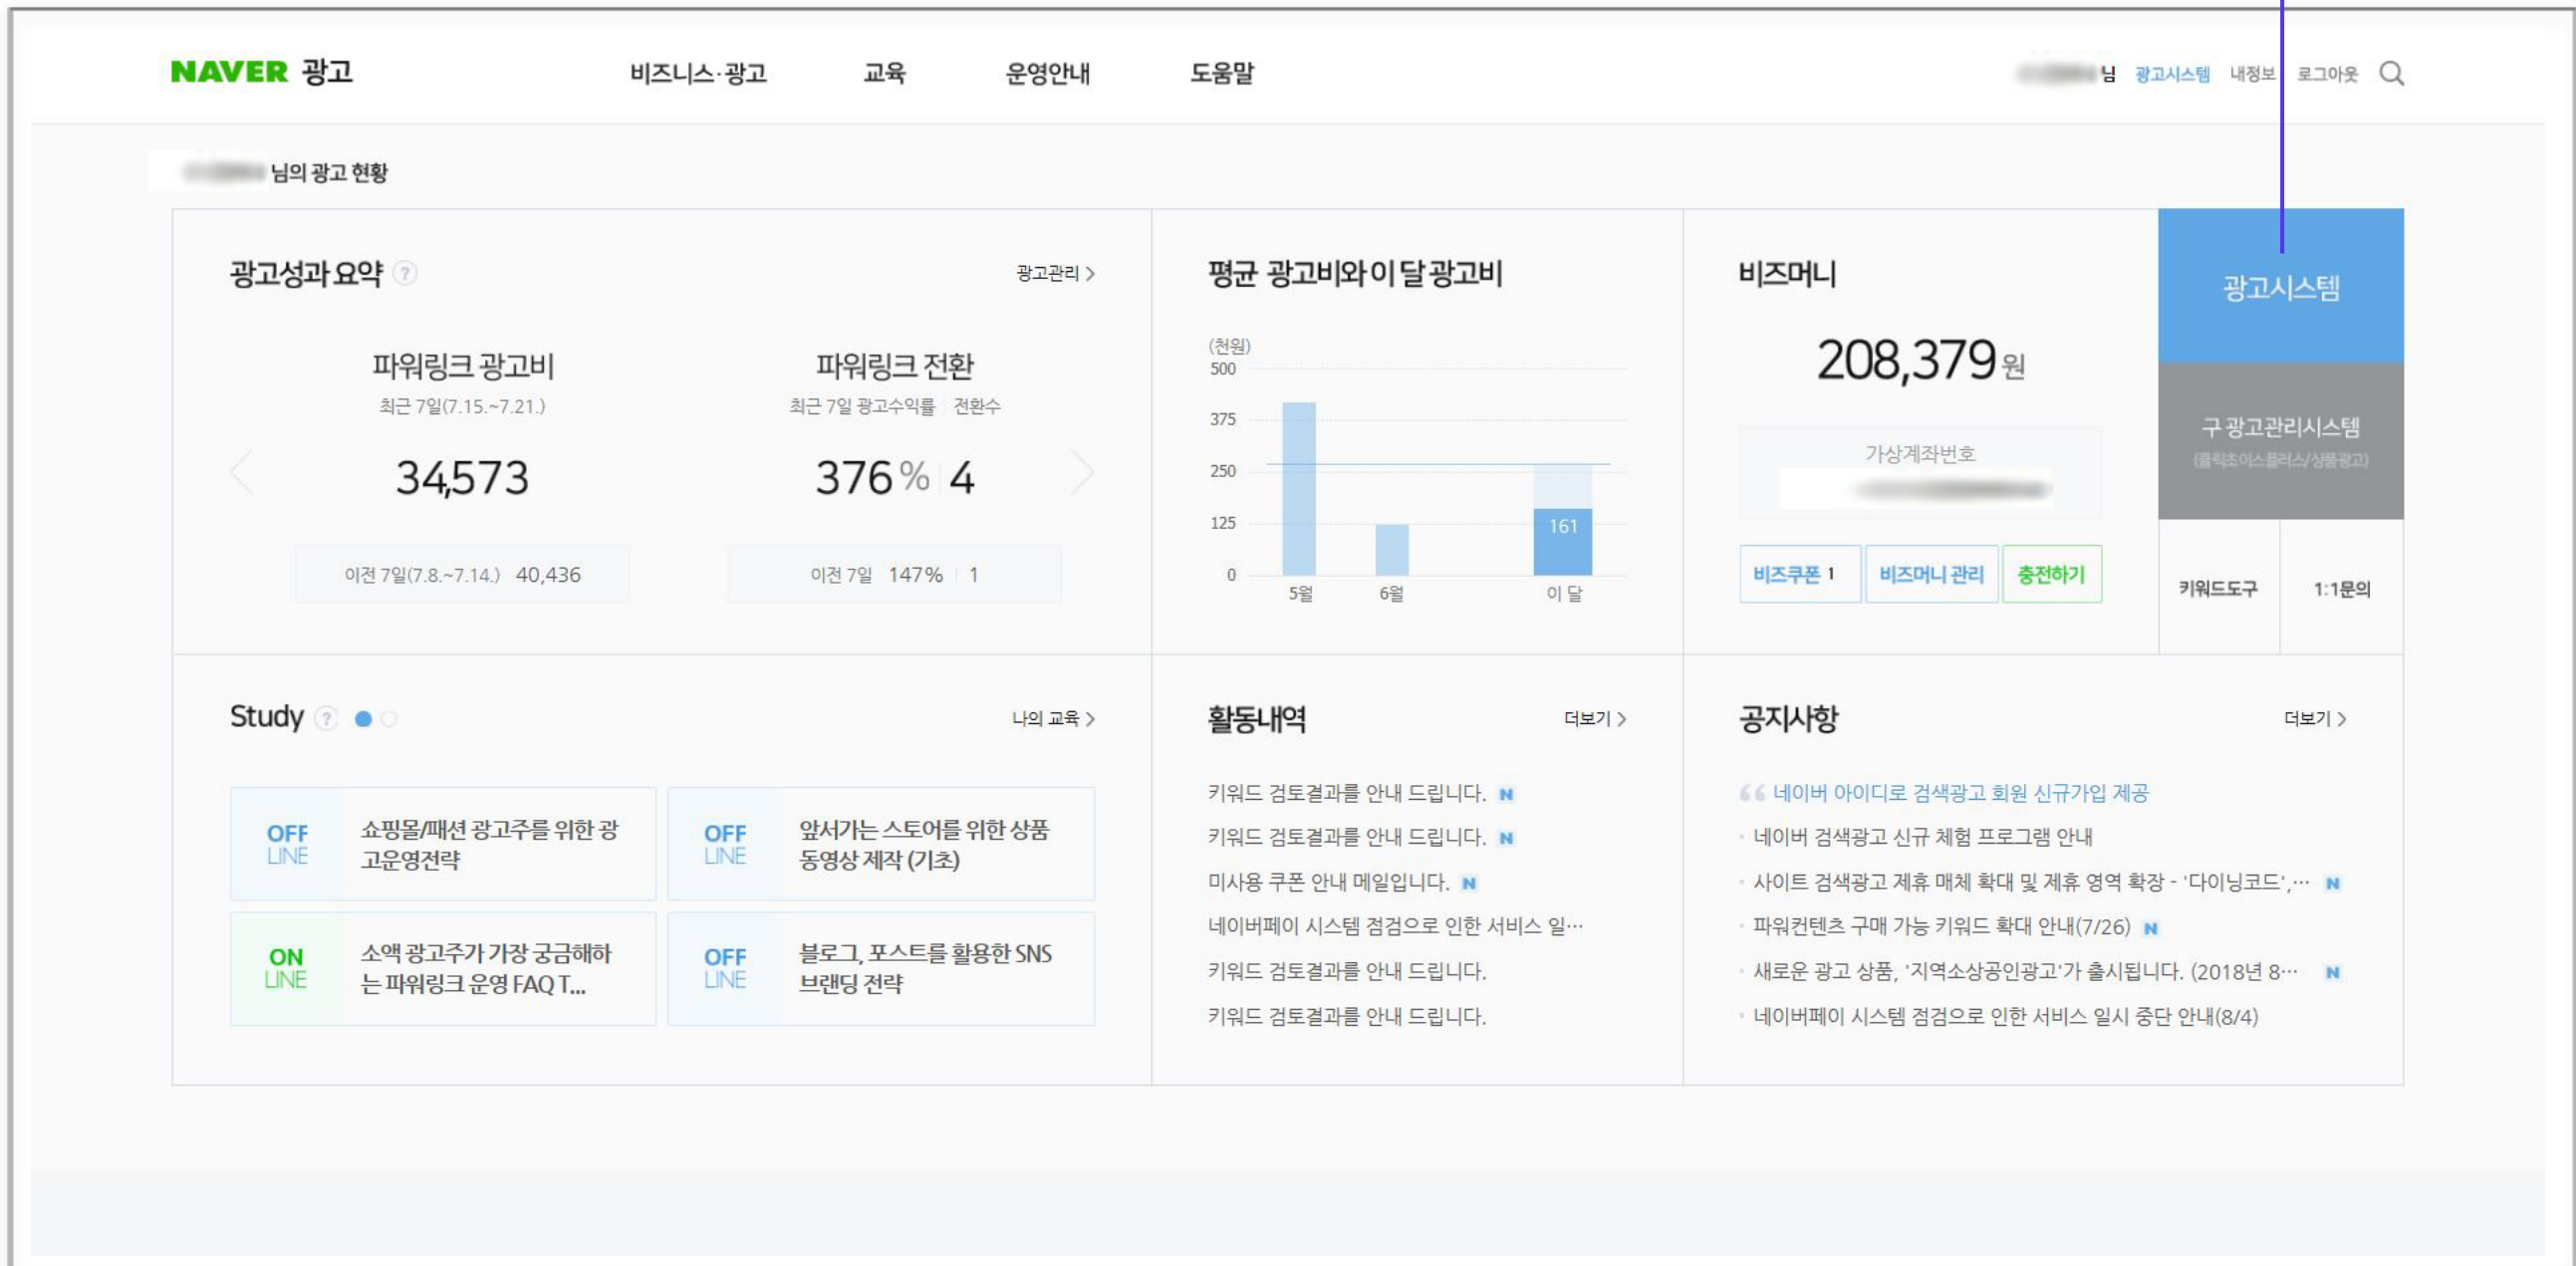 NAVER 광고
비즈니스·광고
교육
운영안내
도움말
님 광고시스템 내정보 로그아웃
님의 광고 현황
광고성과 요약 ?
광고관리 >
파워링크 광고비
최근 7일(7.15.~7.21.)
34,573
이전 7일(7.8.~7.14.) 40,436
파워링크 전환
최근 7일 광고수익률 전환수
376% 4
이전 7일 147% 1
평균 광고비와 이 달 광고비
(천원)
500
375
250
125
0
161
5월
6월
이 달
비즈머니
208,379원
가상계좌번호
비즈쿠폰 1
비즈머니 관리
충전하기
광고시스템
구 광고관리시스템
(클릭초이스플러스/상품광고)
키워드도구
1:1문의
Study ?
나의 교육 >
OFF
LINE
쇼핑몰/패션 광고주를 위한 광
고운영전략
OFF
LINE
앞서가는 스토어를 위한 상품
동영상 제작 (기초)
ON
LINE
소액 광고주가 가장 궁금해하
는 파워링크 운영 FAQ T...
OFF
LINE
블로그, 포스트를 활용한 SNS
브랜딩 전략
활동내역
더보기 >
키워드 검토결과를 안내 드립니다. N
키워드 검토결과를 안내 드립니다. N
미사용 쿠폰 안내 메일입니다. N
네이버페이 시스템 점검으로 인한 서비스 일…
키워드 검토결과를 안내 드립니다.
키워드 검토결과를 안내 드립니다.
공지사항
더보기 >
네이버 아이디로 검색광고 회원 신규가입 제공
· 네이버 검색광고 신규 체험 프로그램 안내
· 사이트 검색광고 제휴 매체 확대 및 제휴 영역 확장 - '다이닝코드',… N
· 파워컨텐츠 구매 가능 키워드 확대 안내(7/26) N
· 새로운 광고 상품, '지역소상공인광고'가 출시됩니다. (2018년 8… N
· 네이버페이 시스템 점검으로 인한 서비스 일시 중단 안내(8/4)